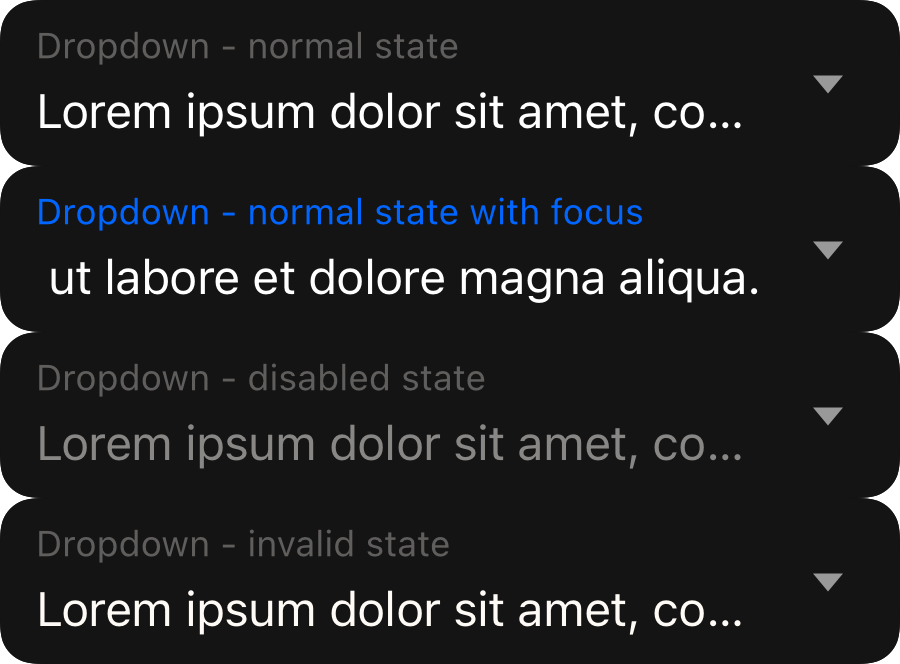 Dropdown - normal state
Lorem ipsum dolor sit amet, co...
Dropdown - normal state with focus
ut labore et dolore magna aliqua.
Dropdown - disabled state
Lorem ipsum dolor sit amet, co...
Dropdown - invalid state
Lorem ipsum dolor sit amet, co...